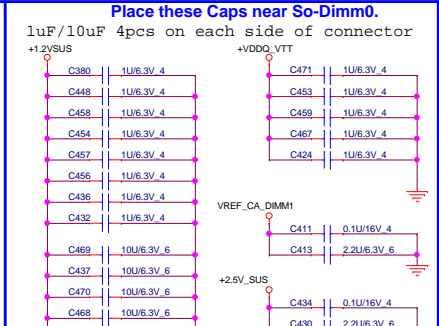 Place these Caps near So-Dimm0.
1uF/10uF 4pcs on each side of connector
+1.2VSUS
C380 1U/6.3V_4
C448 1U/6.3V_4
C458 1U/6.3V_4
C454 1U/6.3V_4
C457 1U/6.3V_4
C456 1U/6.3V_4
C436 1U/6.3V_4
C432 1U/6.3V_4
C469 10U/6.3V_6
C437 10U/6.3V_6
C470 10U/6.3V_6
C468 10U/6.3V_6
+VDDQ_VTT
C471 1U/6.3V_4
C453 1U/6.3V_4
C459 1U/6.3V_4
C467 1U/6.3V_4
C424 1U/6.3V_4
VREF_CA_DIMM1
C411 0.1U/16V_4
C413 2.2U/6.3V_6
+2.5V_SUS
C434 0.1U/16V_4
C430 2.2U/6.3V_6